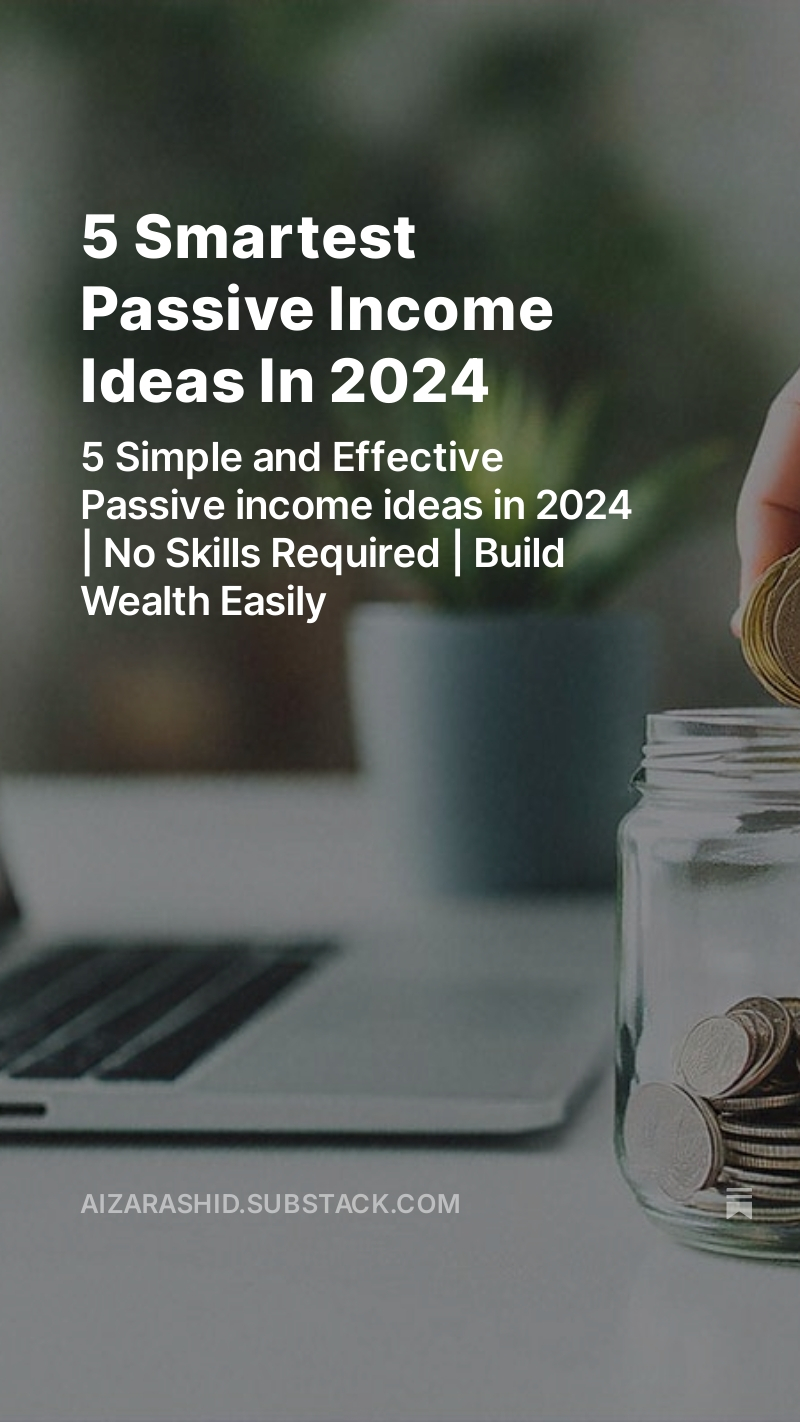 5 Smartest
Passive Income
Ideas In 2024
5 Simple and Effective
Passive income ideas in 2024
| No Skills Required | Build
Wealth Easily
AIZARASHID.SUBSTACK.COM